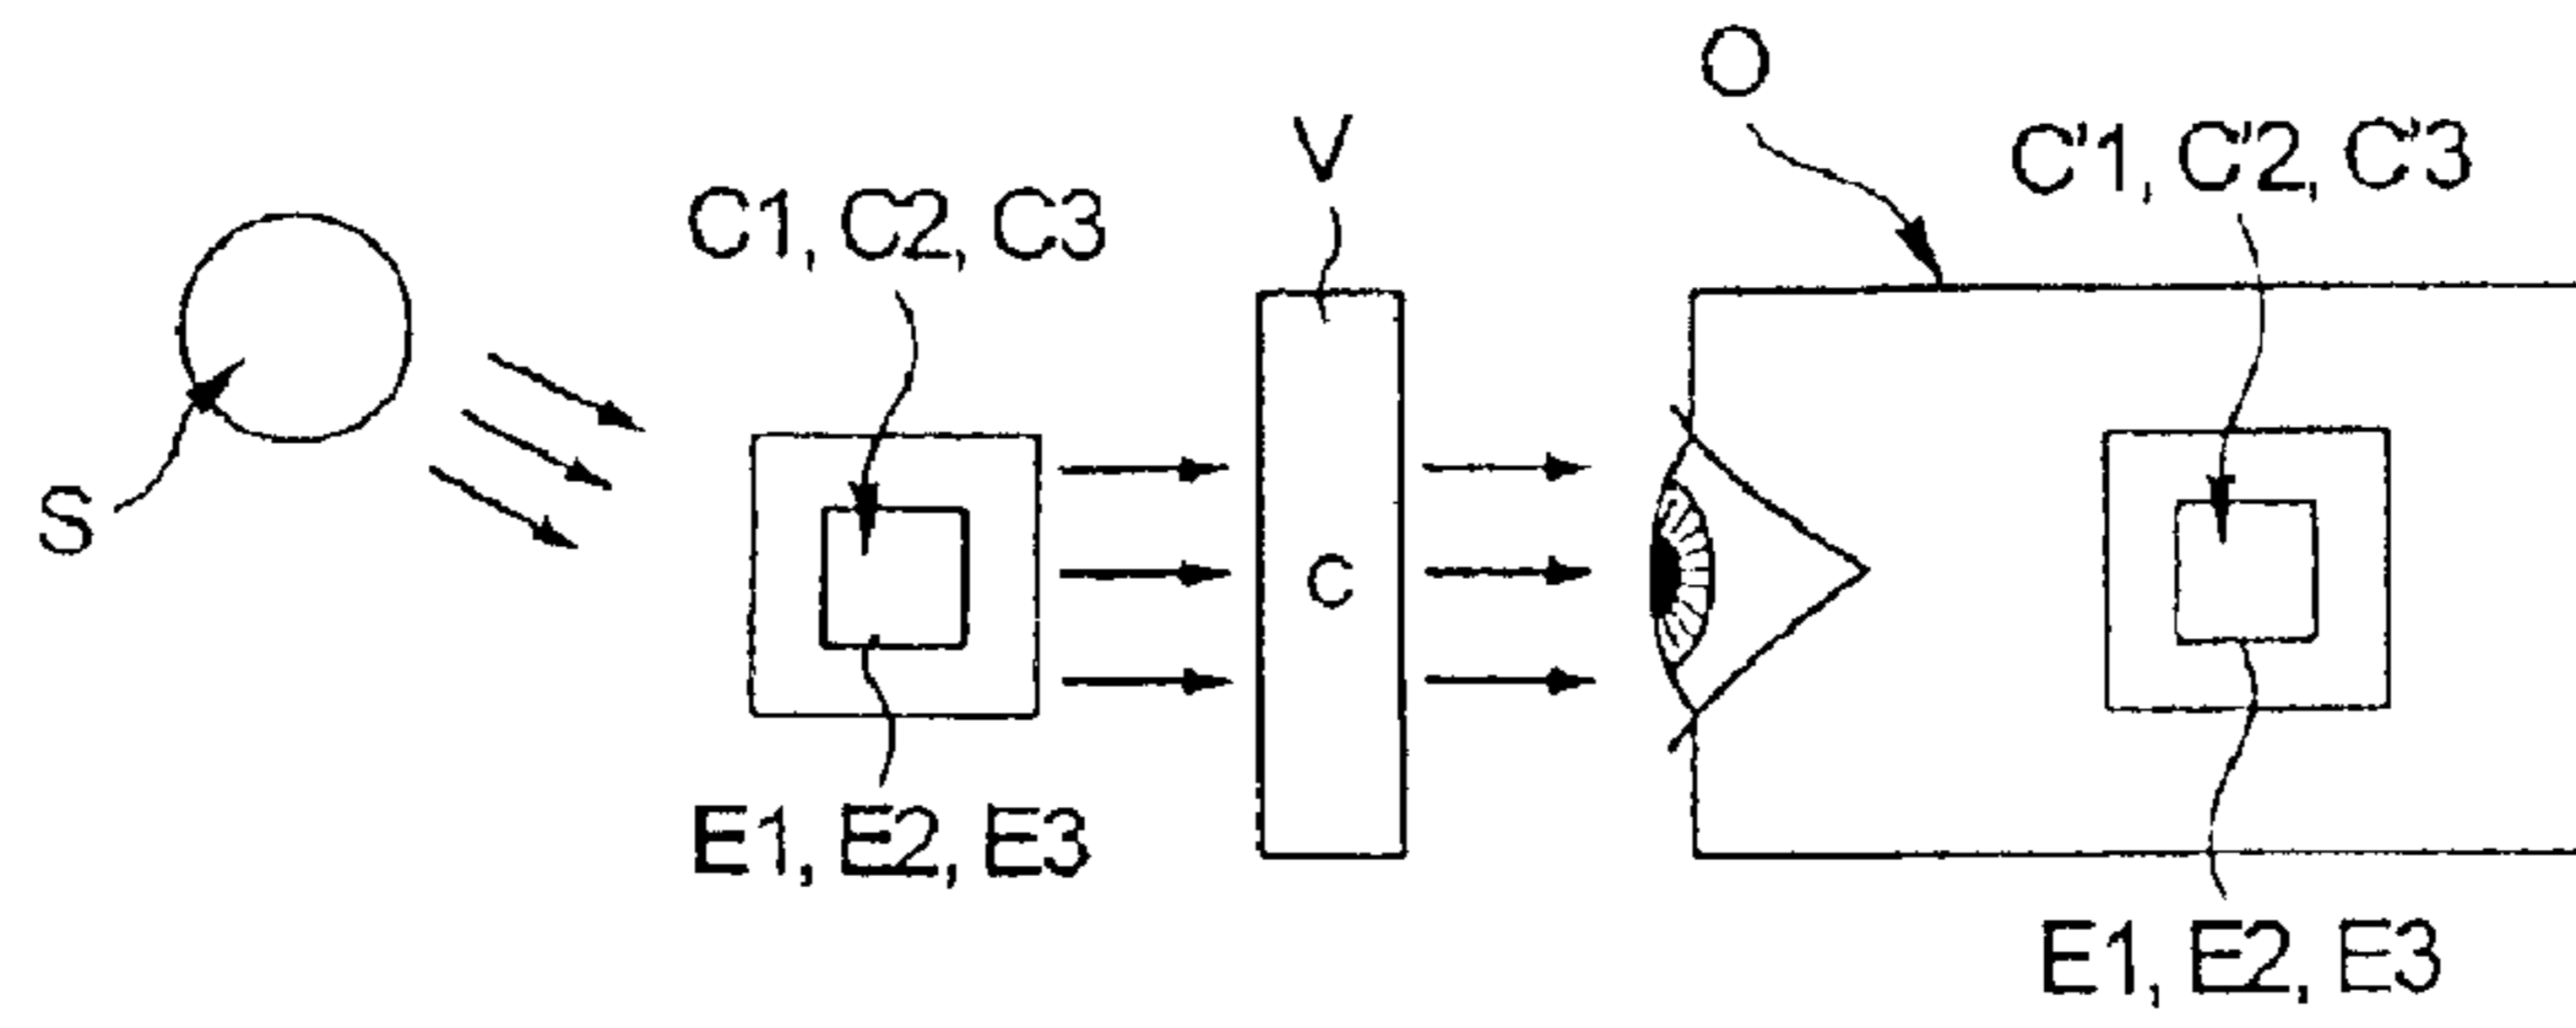 O
V
C'1, C'2, C'3
C1, C2, C3
S
C
E1, E2, E3
E1, E2, E3